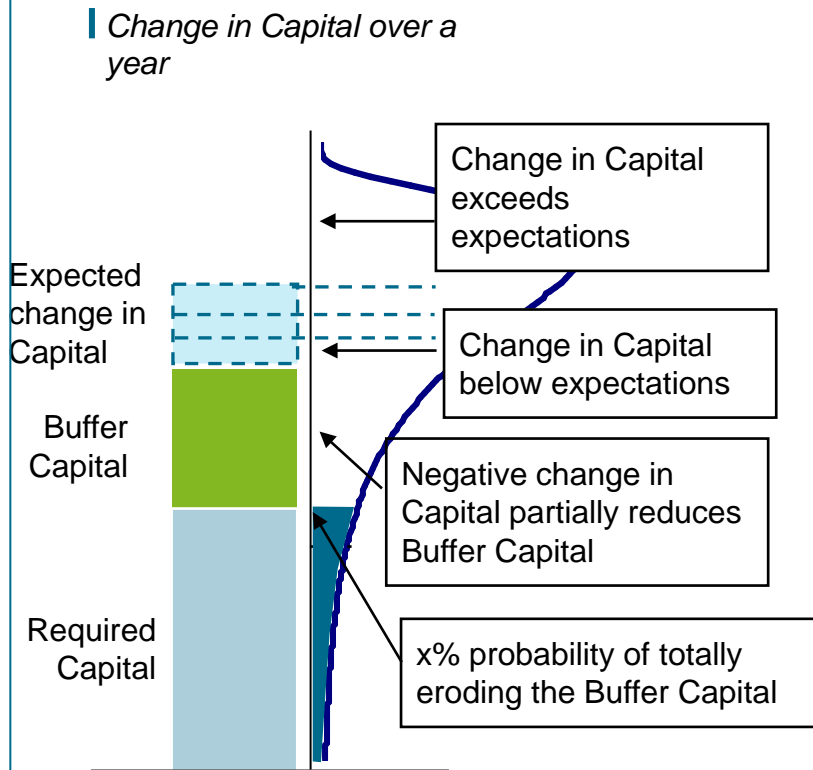 Change in Capital over a
year
Change in Capital
exceeds
expectations
Expected
change in
Capital
Change in Capital
below expectations
Buffer
Capital
Negative change in
Capital partially reduces
Buffer Capital
Required
Capital
x% probability of totally
eroding the Buffer Capital